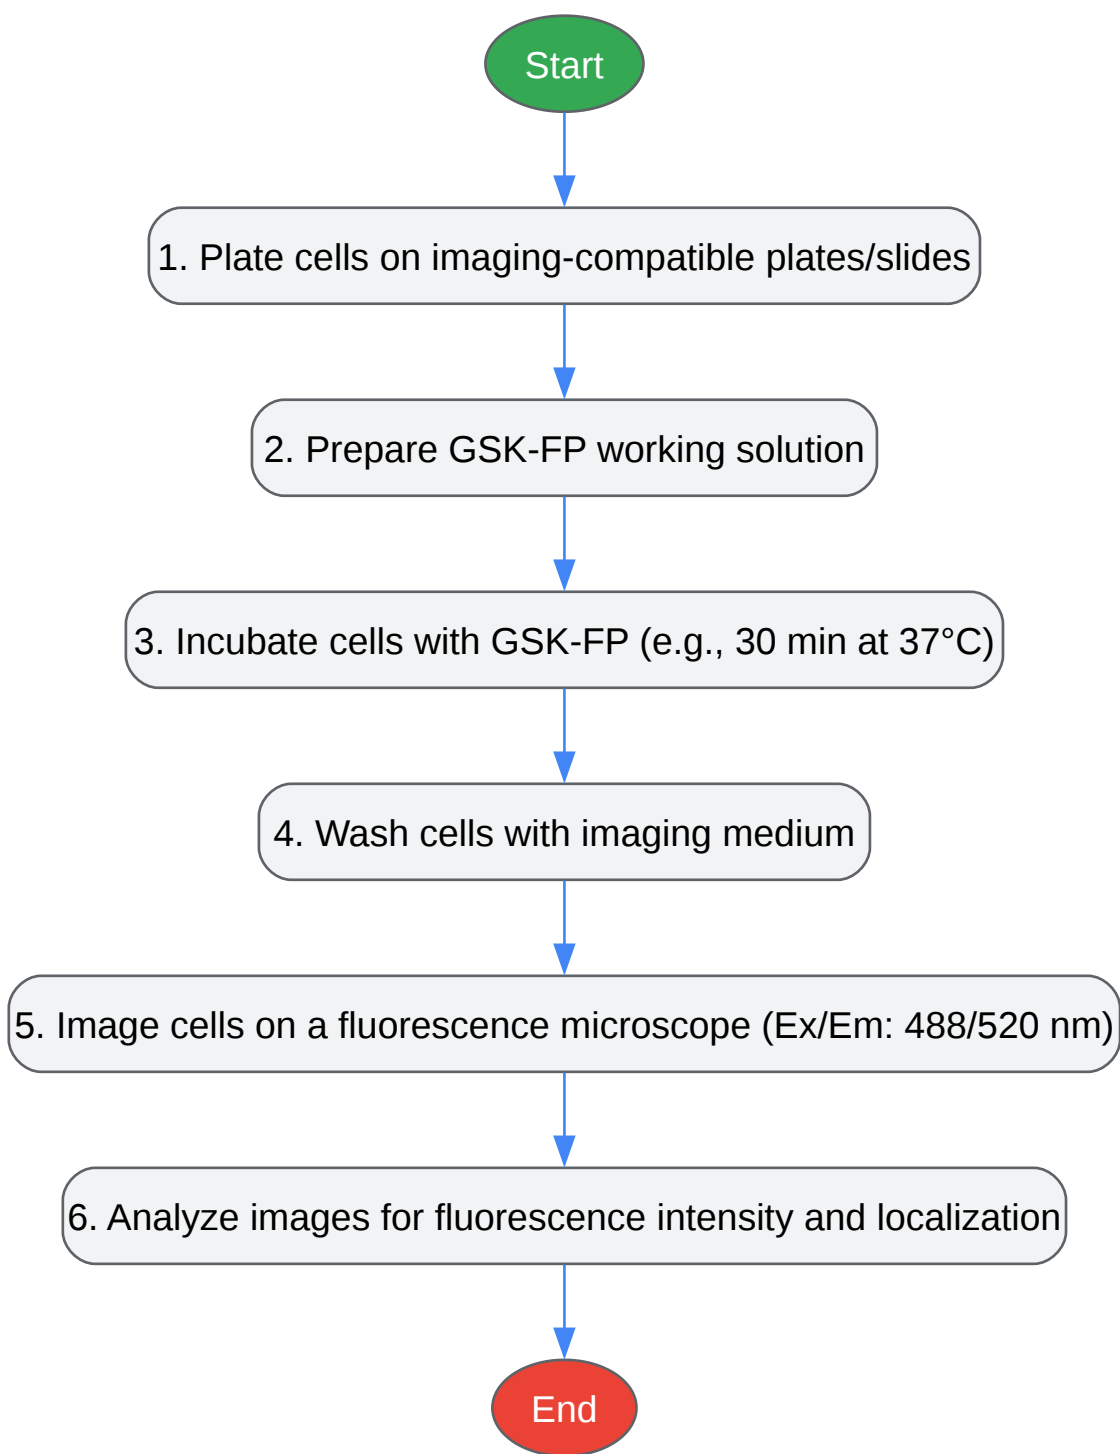 Start
1. Plate cells on imaging-compatible plates/slides
2. Prepare GSK-FP working solution
3. Incubate cells with GSK-FP (e.g., 30 min at 37°C)
4. Wash cells with imaging medium
5. Image cells on a fluorescence microscope (Ex/Em: 488/520 nm)
6. Analyze images for fluorescence intensity and localization
End